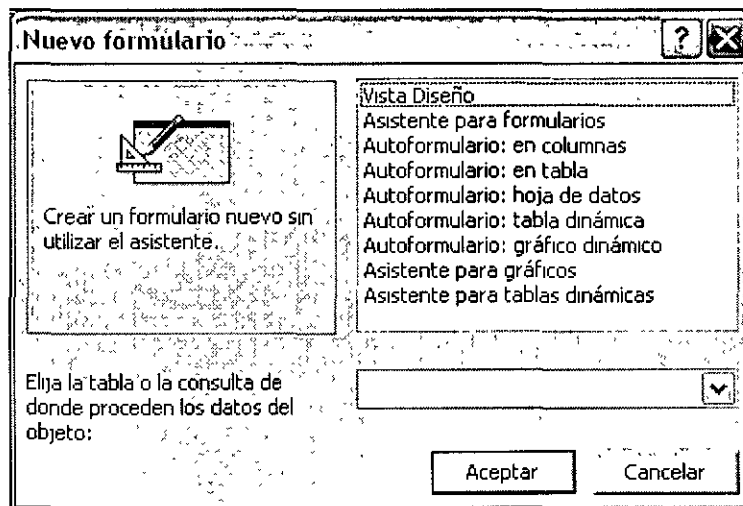 Nuevo formulario
?
Vista Diseño
Asistente para formularios
Autoformulario: en columnas
Autoformulario: en tabla
Autoformulario: hoja de datos
Autoformulario: tabla dinámica
Autoformulario: gráfico dinámico
Asistente para gráficos
Asistente para tablas dinámicas
Crear un formulario nuevo sin
utilizar el asistente.
Elija la tabla o la consulta de
donde proceden los datos del
objeto:
Aceptar
Cancelar